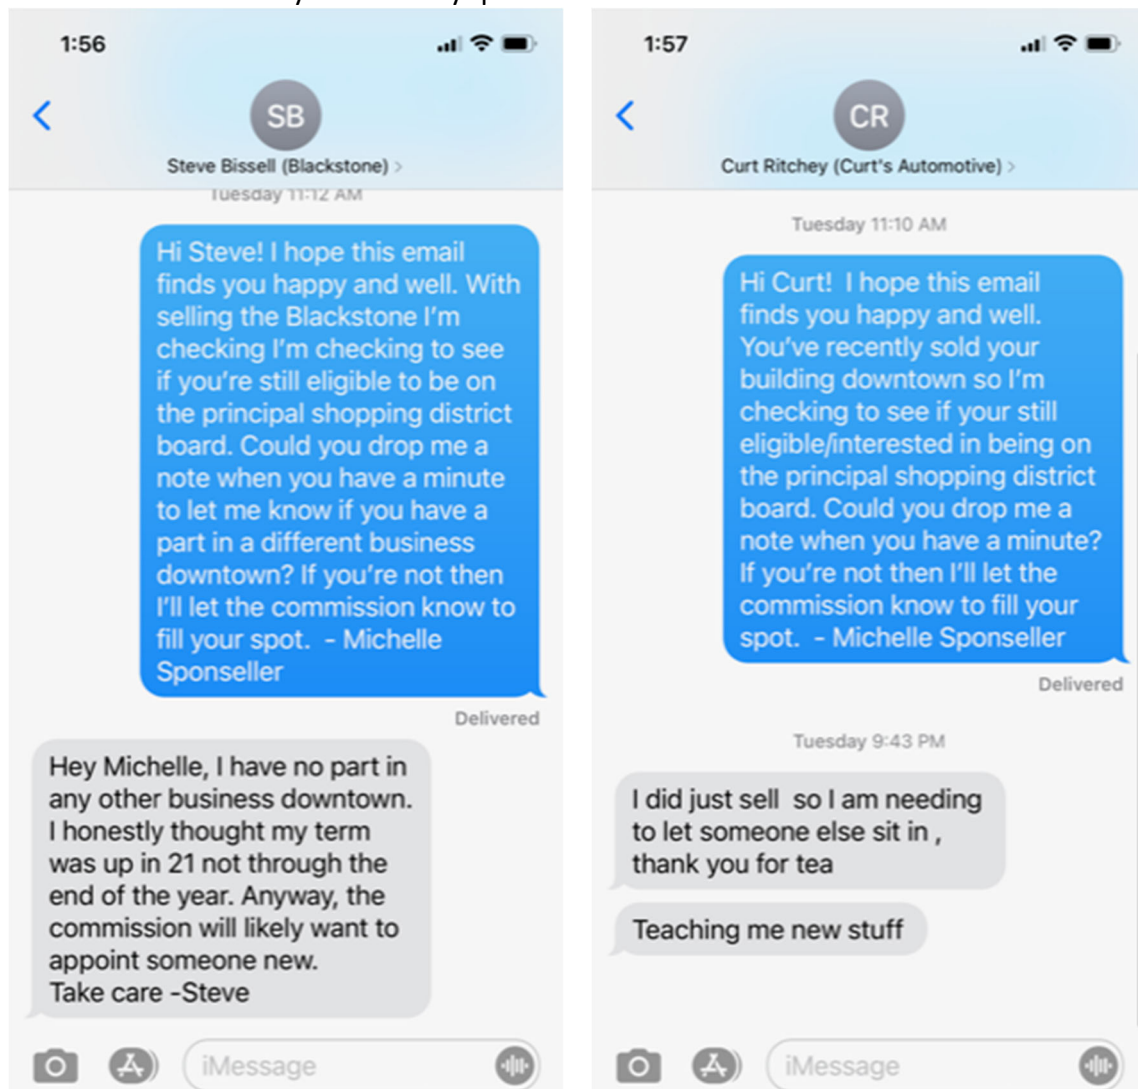 1:56
SB
Steve Bissell (Blackstone) >
Tuesday 11:12 AM
Hi Steve! I hope this email
finds you happy and well. With
selling the Blackstone I'm
checking I'm checking to see
if you're still eligible to be on
the principal shopping district
board. Could you drop me a
note when you have a minute
to let me know if you have a
part in a different business
downtown? If you're not then
I'll let the commission know to
fill your spot.  - Michelle
Sponseller
Delivered
Hey Michelle, I have no part in
any other business downtown.
I honestly thought my term
was up in 21 not through the
end of the year. Anyway, the
commission will likely want to
appoint someone new.
Take care -Steve
iMessage
1:57
CR
Curt Ritchey (Curt's Automotive) >
Tuesday 11:10 AM
Hi Curt!  I hope this email
finds you happy and well.
You've recently sold your
building downtown so I'm
checking to see if your still
eligible/interested in being on
the principal shopping district
board. Could you drop me a
note when you have a minute?
If you're not then I'll let the
commission know to fill your
spot.  - Michelle Sponseller
Delivered
Tuesday 9:43 PM
I did just sell  so I am needing
to let someone else sit in ,
thank you for tea
Teaching me new stuff
iMessage